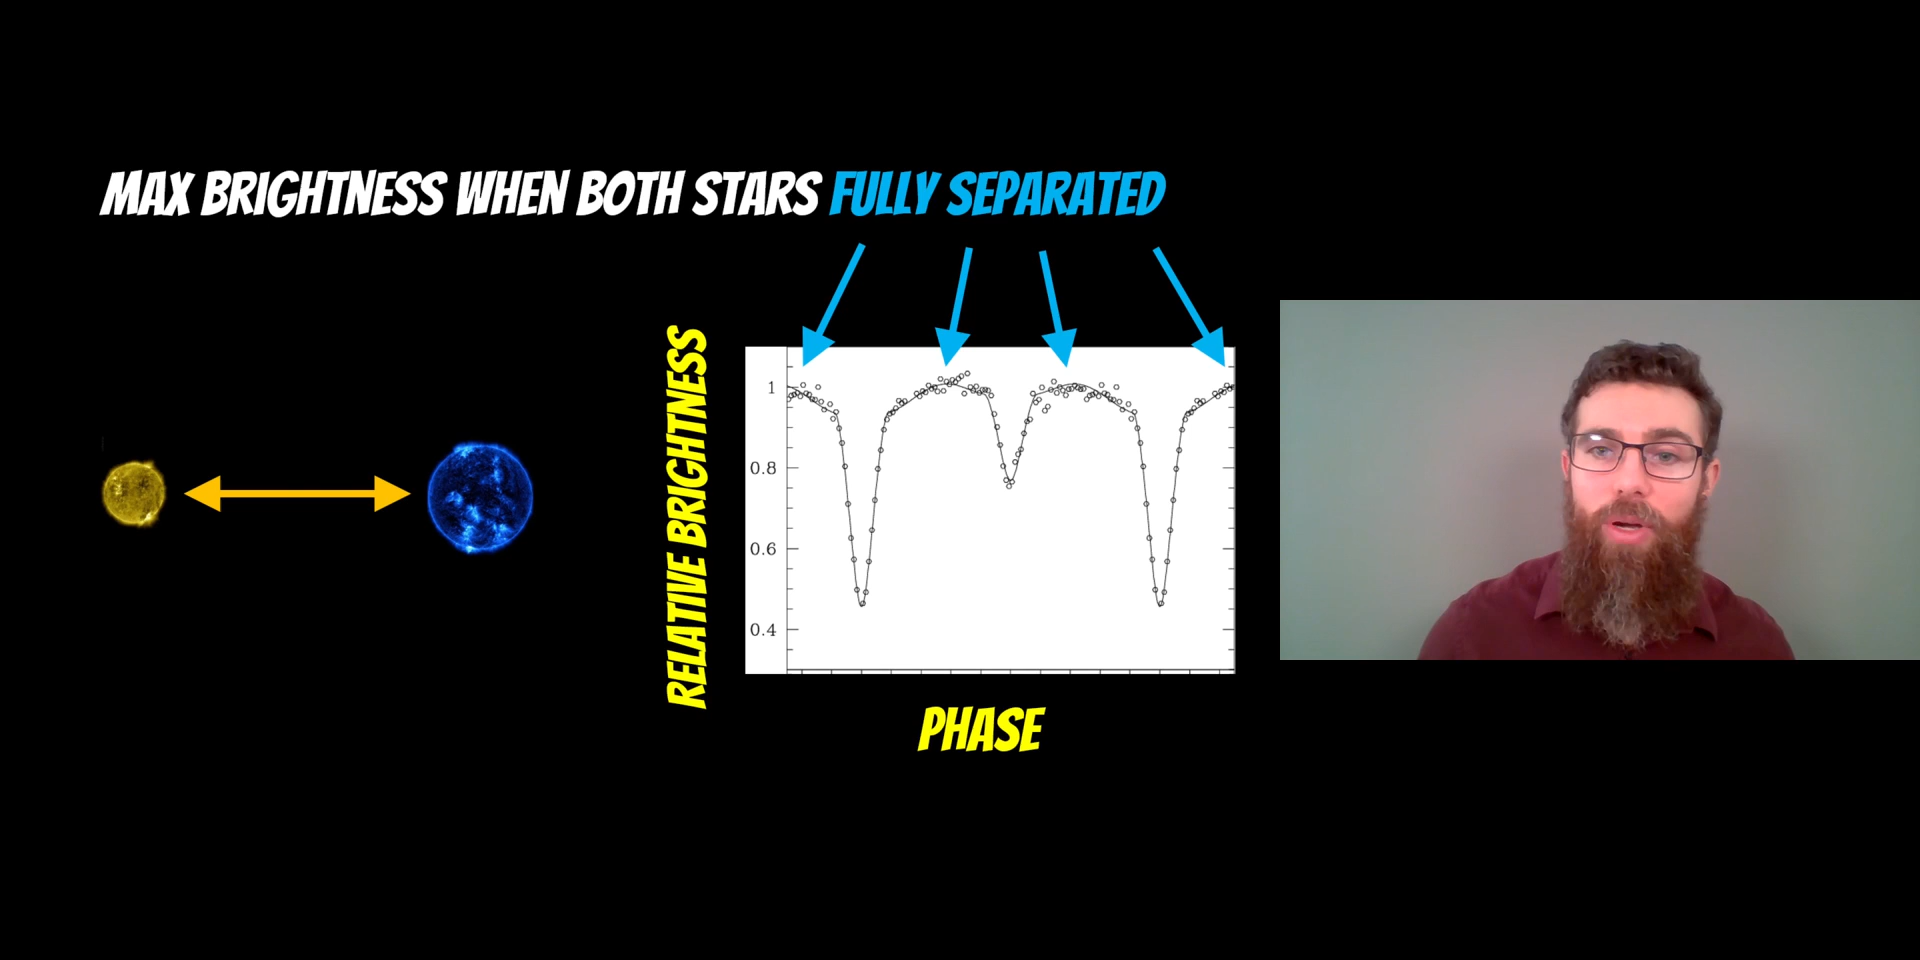 MAX BRIGHTNESS WHEN BOTH STARS FULLY SEPARATED
RELATIVE BRIGHTNESS
1
0.8
0.6
0.4
PHASE